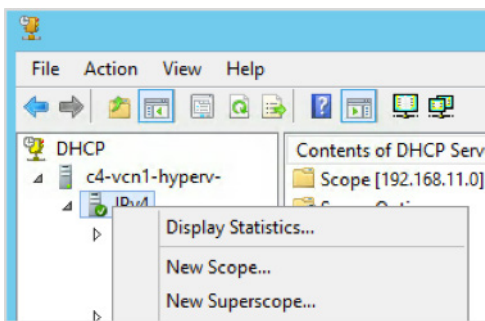 File Action View Help
DHCP
Contents of DHCP Serv
c4-vcn1-hyperv-
Scope [192.168.11.0]
IPv4
Display Statistics...
New Scope...
New Superscope...